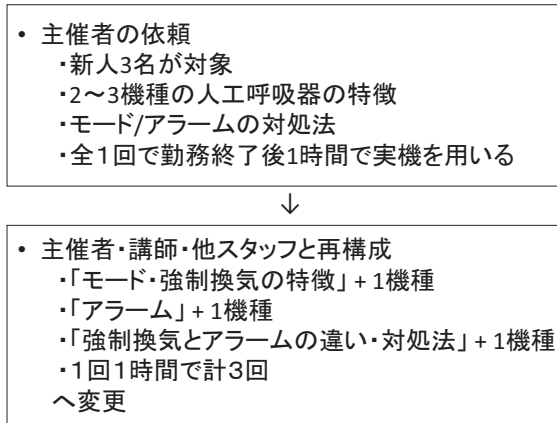 • 主催者の依頼
・新人3名が対象
・2～3機種の人工呼吸器の特徴
・モード/アラームの対処法
・全１回で勤務終了後1時間で実機を用いる
↓
• 主催者・講師・他スタッフと再構成
・「モード・強制換気の特徴」 + 1機種
・「アラーム」 + 1機種
・「強制換気とアラームの違い・対処法」 + 1機種
・１回１時間で計３回
へ変更